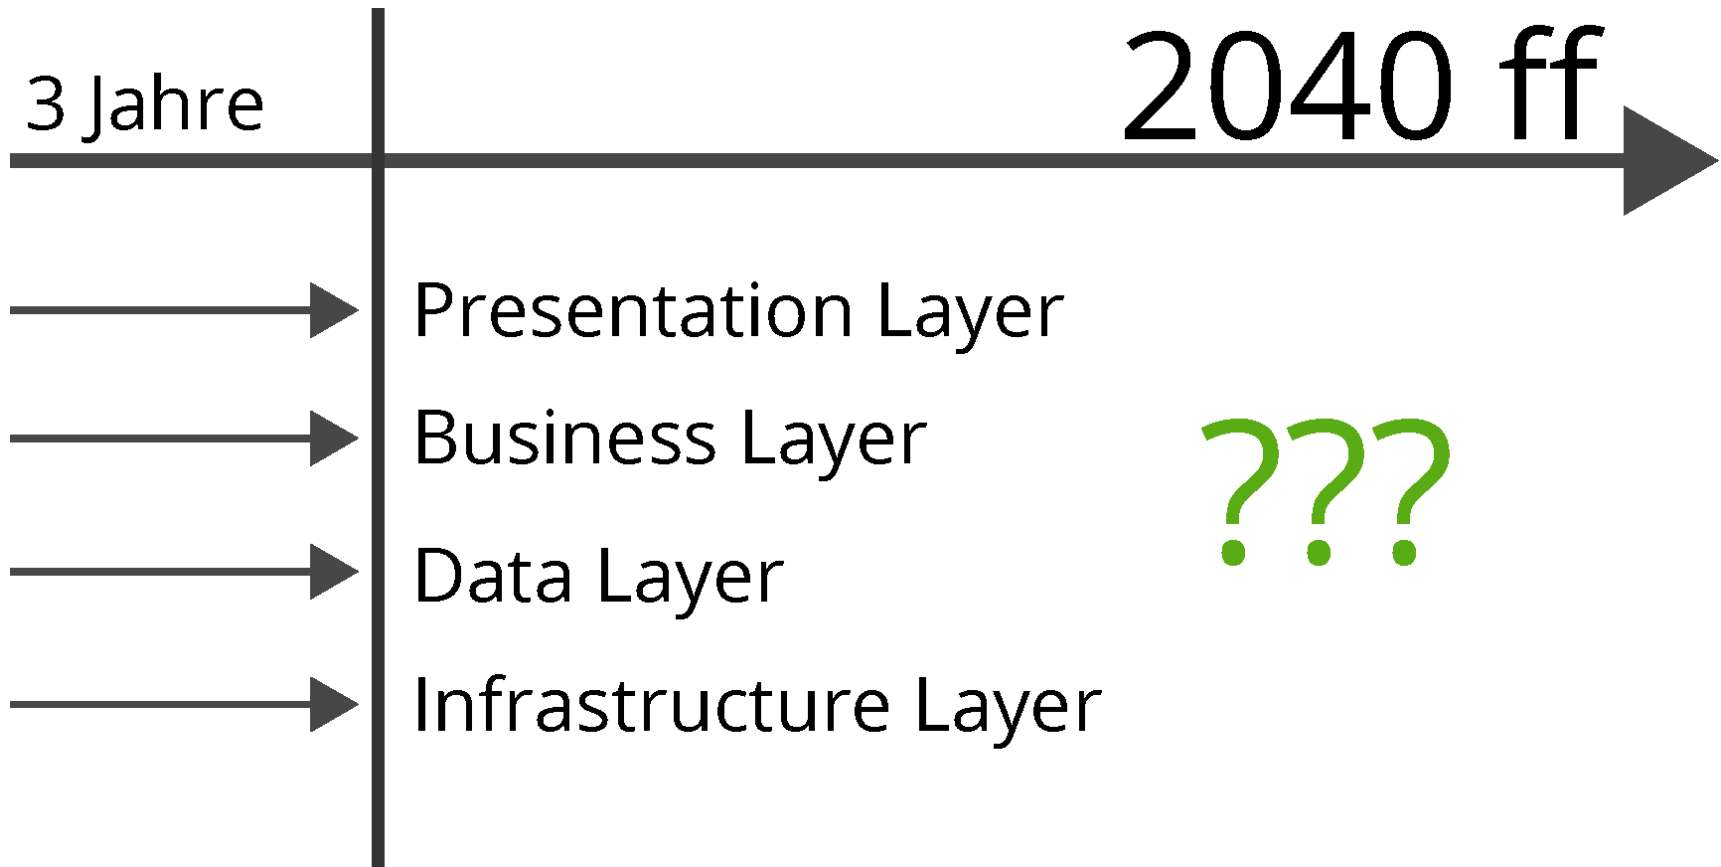 3 Jahre
2040 ff
Presentation Layer
Business Layer
???
Data Layer
Infrastructure Layer